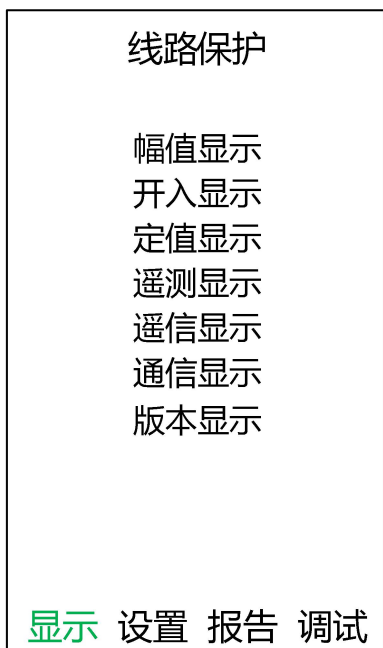 线路保护
幅值显示
开入显示
定值显示
遥测显示
遥信显示
通信显示
版本显示
显示 设置 报告 调试